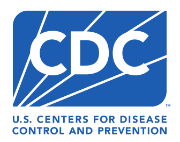 CDC
U.S. CENTERS FOR DISEASE
CONTROL AND PREVENTION